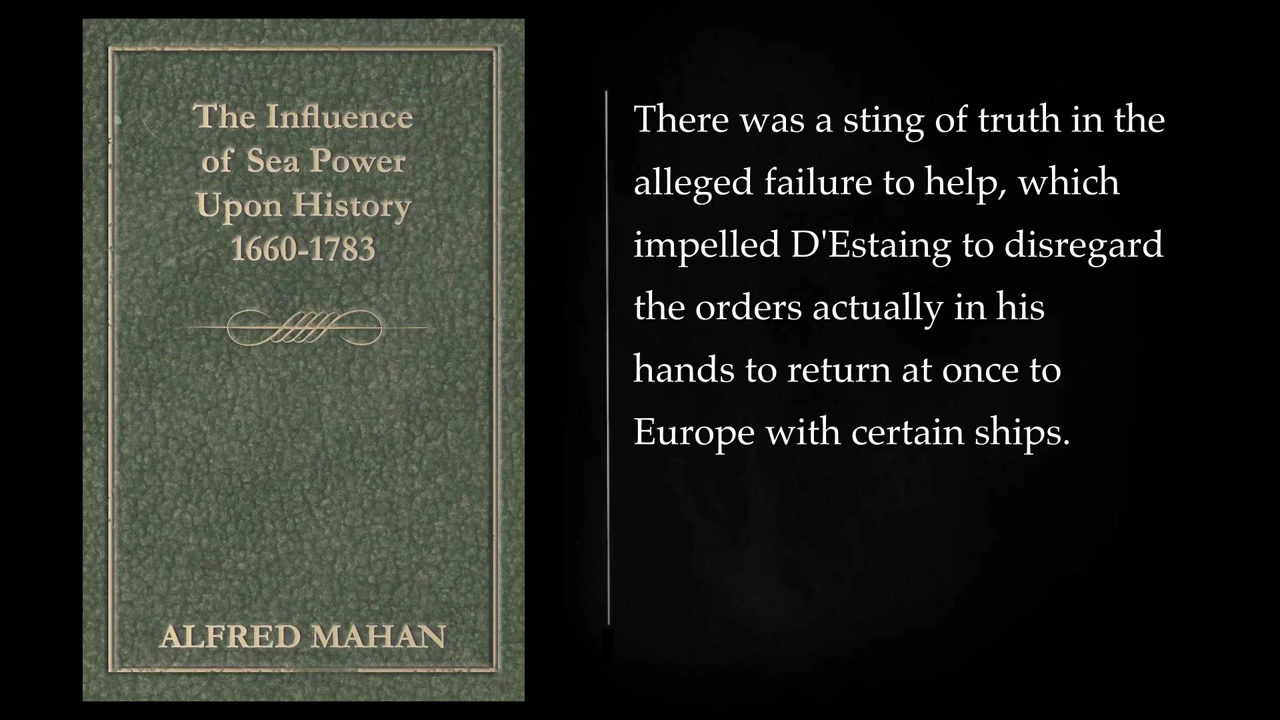 The Influence
of Sea Power
Upon History
1660-1783
ALFRED MAHAN
There was a sting of truth in the
alleged failure to help, which
impelled D'Estaing to disregard
the orders actually in his
hands to return at once to
Europe with certain ships.